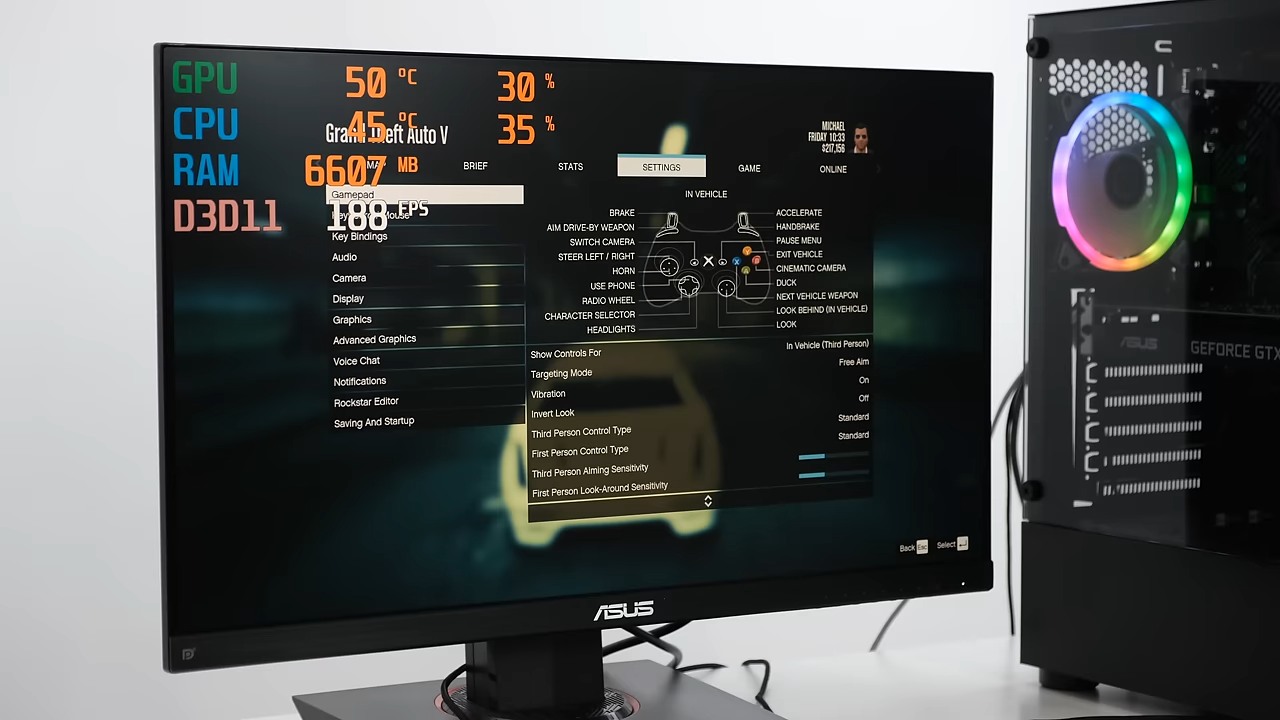 GPU 50 °C 30 %
CPU 45 °C 35 %
Grand Theft Auto V
RAM 6607 MB
D3D11 188 FPS
MICHAEL
FRIDAY 10:33
$217,156
BRIEF STATS SETTINGS GAME ONLINE
Gamepad
Key Bindings
Audio
Camera
Display
Graphics
Advanced Graphics
Voice Chat
Notifications
Rockstar Editor
Saving And Startup
IN VEHICLE
BRAKE
AIM DRIVE-BY WEAPON
SWITCH CAMERA
STEER LEFT / RIGHT
HORN
USE PHONE
RADIO WHEEL
CHARACTER SELECTOR
HEADLIGHTS
ACCELERATE
HANDBRAKE
PAUSE MENU
EXIT VEHICLE
CINEMATIC CAMERA
DUCK
NEXT VEHICLE WEAPON
LOOK BEHIND (IN VEHICLE)
LOOK
Show Controls For In Vehicle (Third Person)
Targeting Mode Free Aim
Vibration On
Invert Look Off
Third Person Control Type Standard
First Person Control Type Standard
Third Person Aiming Sensitivity
First Person Look-Around Sensitivity
Back Esc Select
ASUS
ASUS
GEFORCE GTX